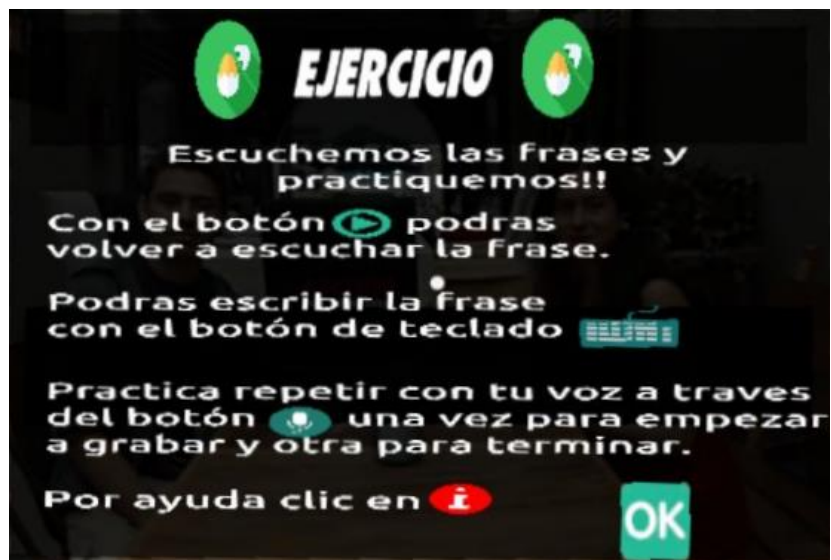 EJERCICIO
Escuchemos las frases y
practiquemos!!
Con el botón podras
volver a escuchar la frase.
Podras escribir la frase
con el botón de teclado
Practica repetir con tu voz a traves
del botón una vez para empezar
a grabar y otra para terminar.
Por ayuda clic en i
OK